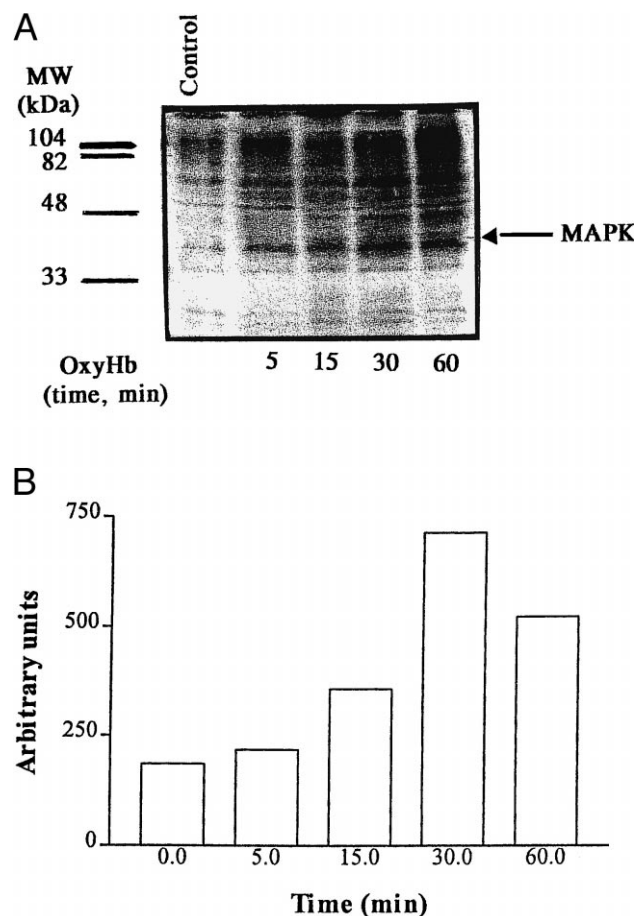 A
Control
MW
(kDa)
104
82
48
33
MAPK
OxyHb
(time, min)
5 15 30 60
B
750
500
250
0
Arbitrary units
0.0 5.0 15.0 30.0 60.0
Time (min)